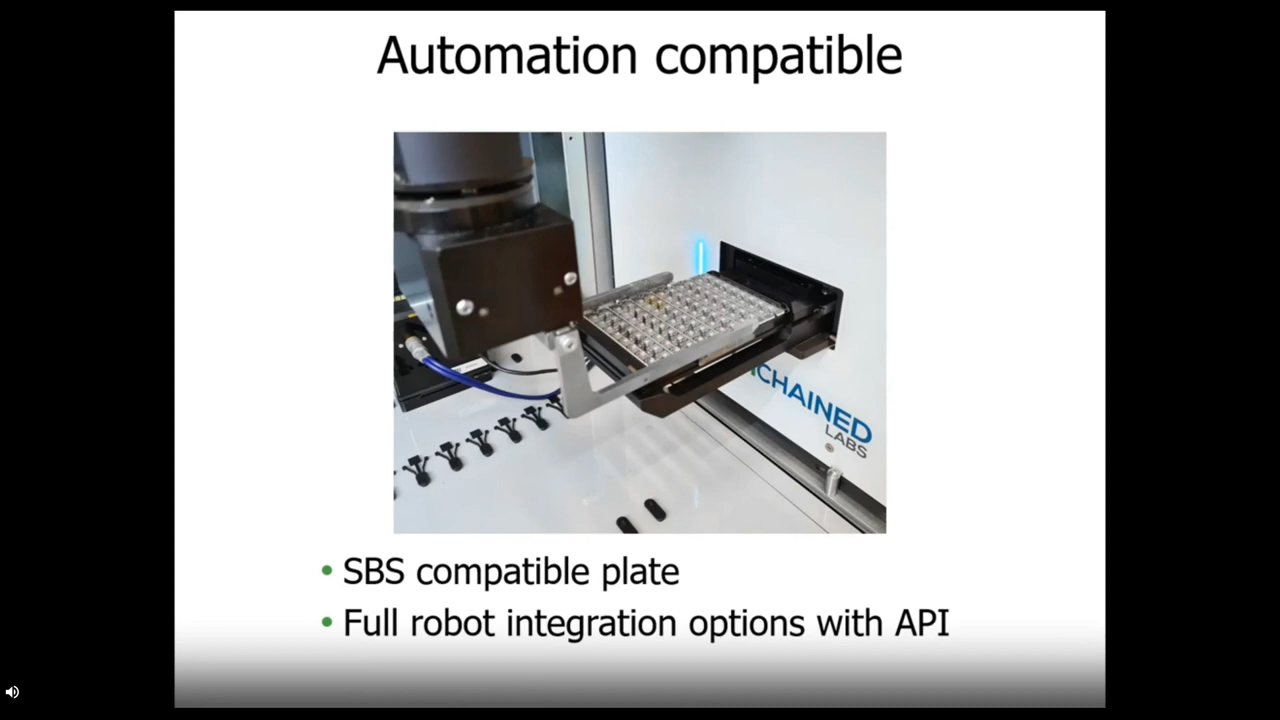 Automation compatible
CHAINED
LABS
• SBS compatible plate
• Full robot integration options with API